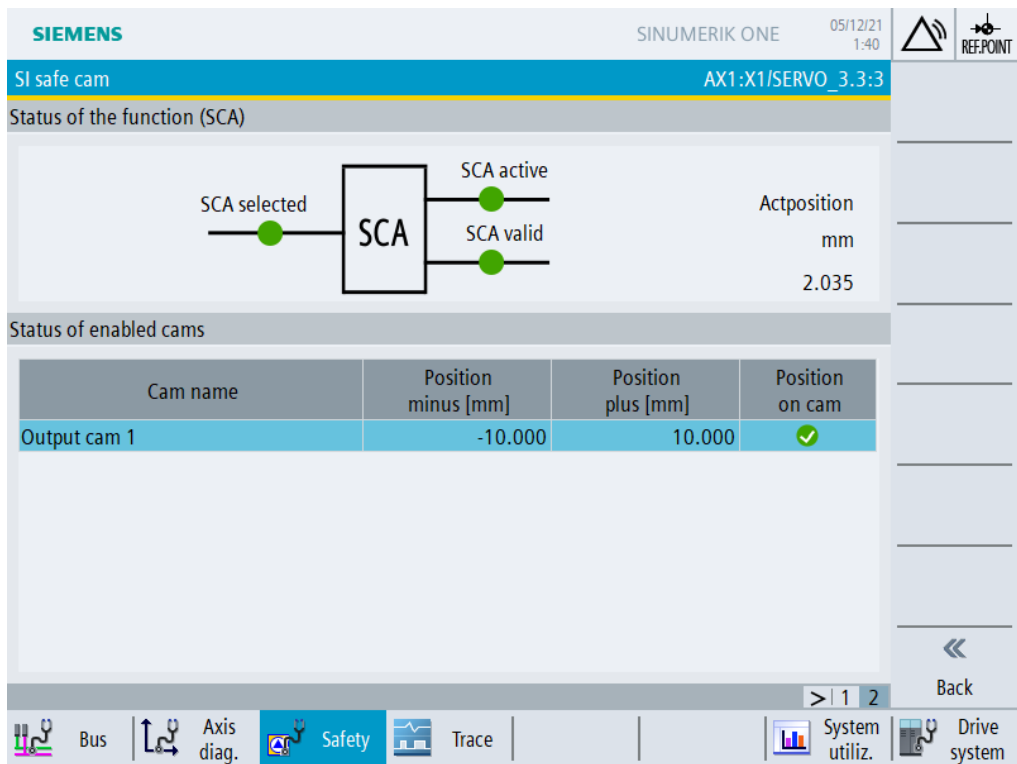 SIEMENS
SINUMERIK ONE
05/12/21
1:40
REF.POINT
SI safe cam
AX1:X1/SERVO_3.3:3
Status of the function (SCA)
SCA active
SCA selected
SCA
SCA valid
Actposition
mm
2.035
Status of enabled cams
Cam name
Position
minus [mm]
Position
plus [mm]
Position
on cam
Output cam 1
-10.000
10.000
Back
> 1 2
Bus
Axis
diag.
Safety
Trace
System
utiliz.
Drive
system